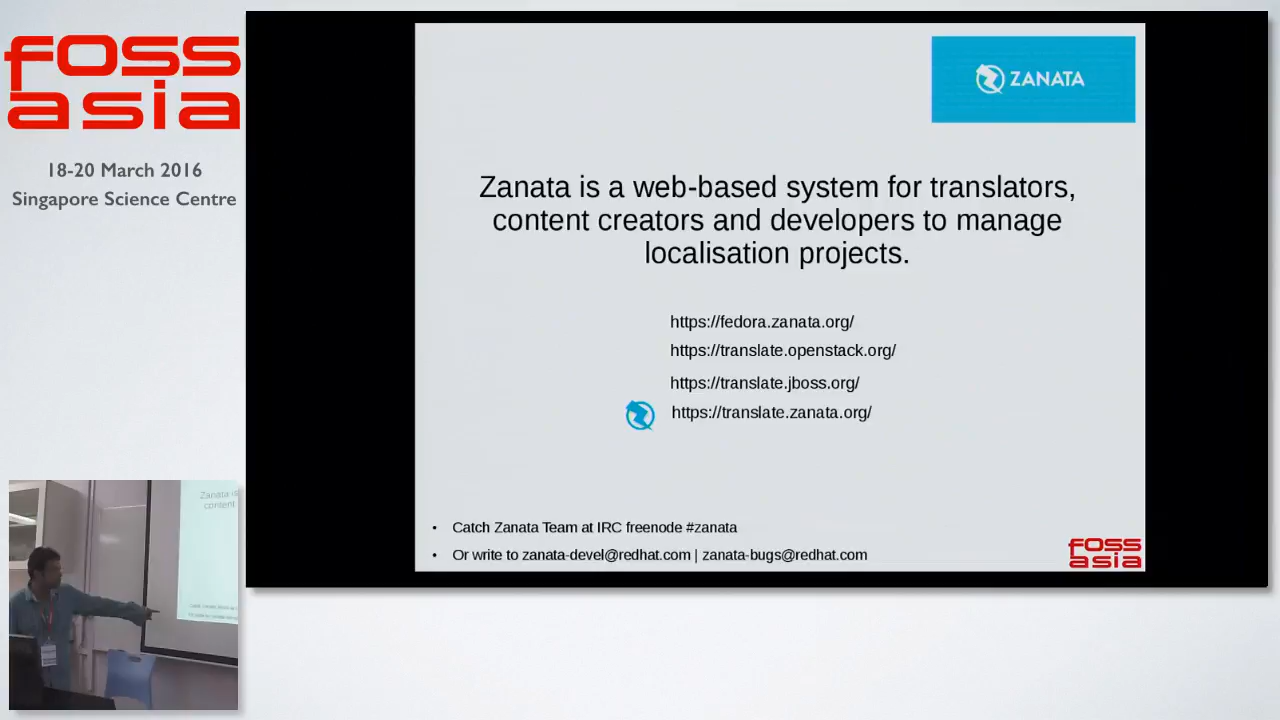 FOSS
asia
18-20 March 2016
Singapore Science Centre
ZANATA
Zanata is a web-based system for translators,
content creators and developers to manage
localisation projects.
https://fedora.zanata.org/
https://translate.openstack.org/
https://translate.jboss.org/
https://translate.zanata.org/
• Catch Zanata Team at IRC freenode #zanata
• Or write to zanata-devel@redhat.com | zanata-bugs@redhat.com
FOSS
asia
Zanata is
content